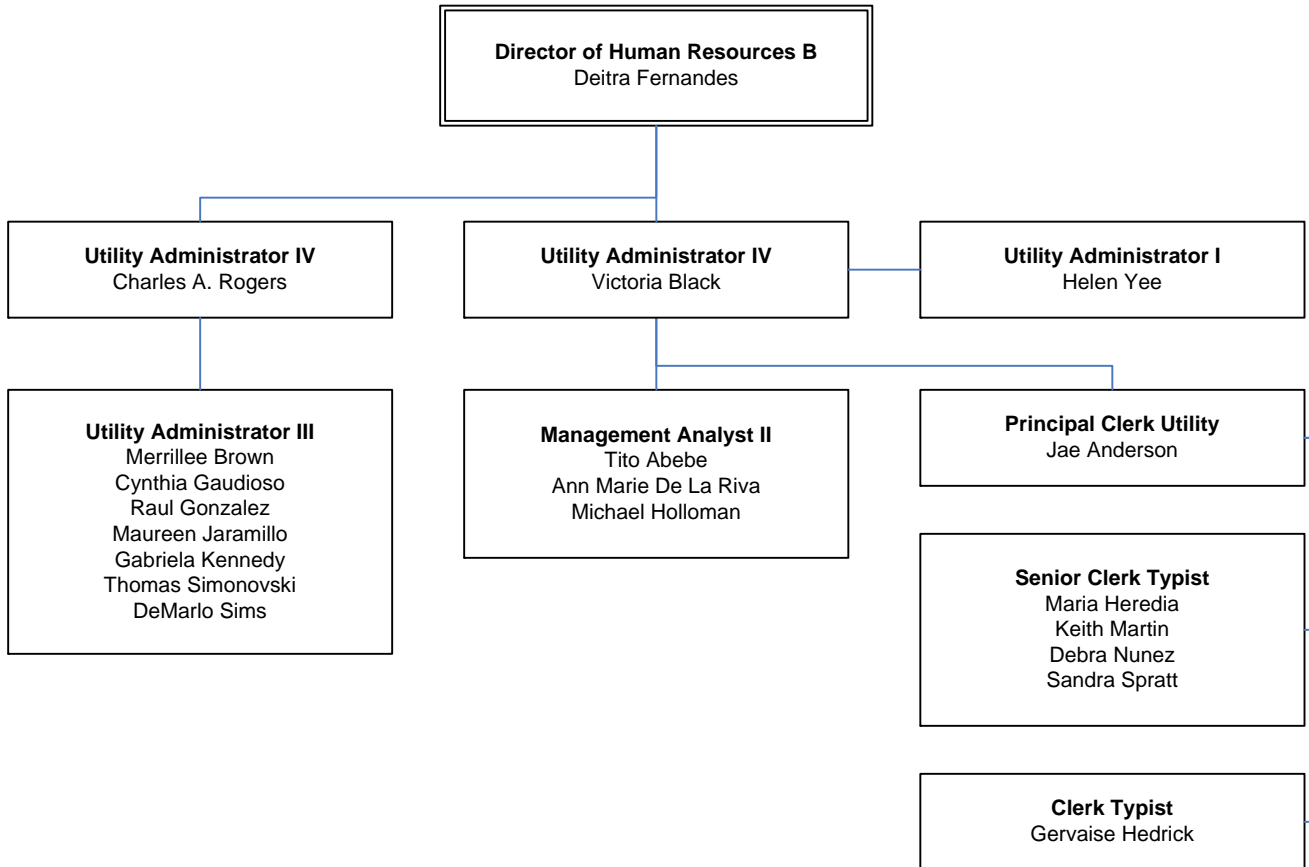 Director of Human Resources B
Deitra Fernandes
Utility Administrator IV
Charles A. Rogers
Utility Administrator IV
Victoria Black
Utility Administrator I
Helen Yee
Utility Administrator III
Merrillee Brown
Cynthia Gaudioso
Raul Gonzalez
Maureen Jaramillo
Gabriela Kennedy
Thomas Simonovski
DeMarlo Sims
Management Analyst II
Tito Abebe
Ann Marie De La Riva
Michael Holloman
Principal Clerk Utility
Jae Anderson
Senior Clerk Typist
Maria Heredia
Keith Martin
Debra Nunez
Sandra Spratt
Clerk Typist
Gervaise Hedrick